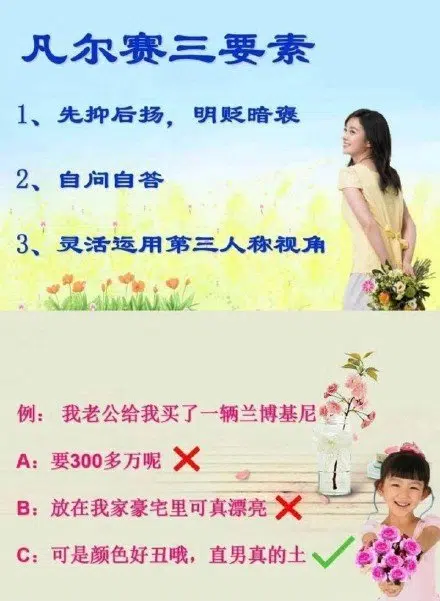 凡尔赛三要素
1、先抑后扬，明贬暗褒
2、自问自答
3、灵活运用第三人称视角
例： 我老公给我买了一辆兰博基尼
A：要300多万呢
B：放在我家豪宅里可真漂亮
C：可是颜色好丑哦，直男真的土